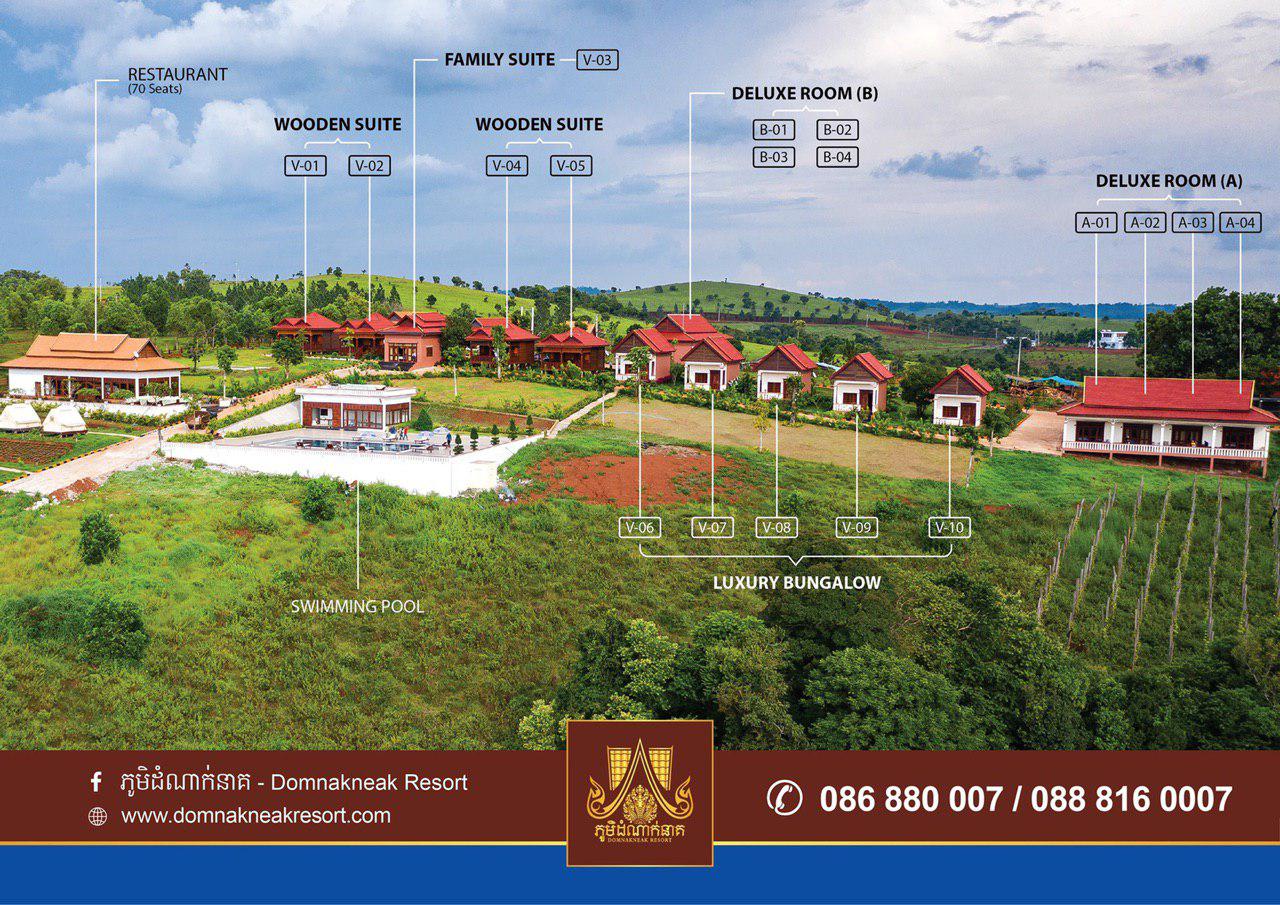 RESTAURANT
(70 Seats)
FAMILY SUITE
V-03
WOODEN SUITE
V-01 V-02
WOODEN SUITE
V-04 V-05
DELUXE ROOM (B)
B-01 B-02
B-03 B-04
DELUXE ROOM (A)
A-01 A-02 A-03 A-04
V-06 V-07 V-08 V-09 V-10
LUXURY BUNGALOW
SWIMMING POOL
ភូមិដំណាក់នាគ - Domnakneak Resort
www.domnakneakresort.com
ភូមិដំណាក់នាគ
DOMNAKNEAK RESORT
086 880 007 / 088 816 0007